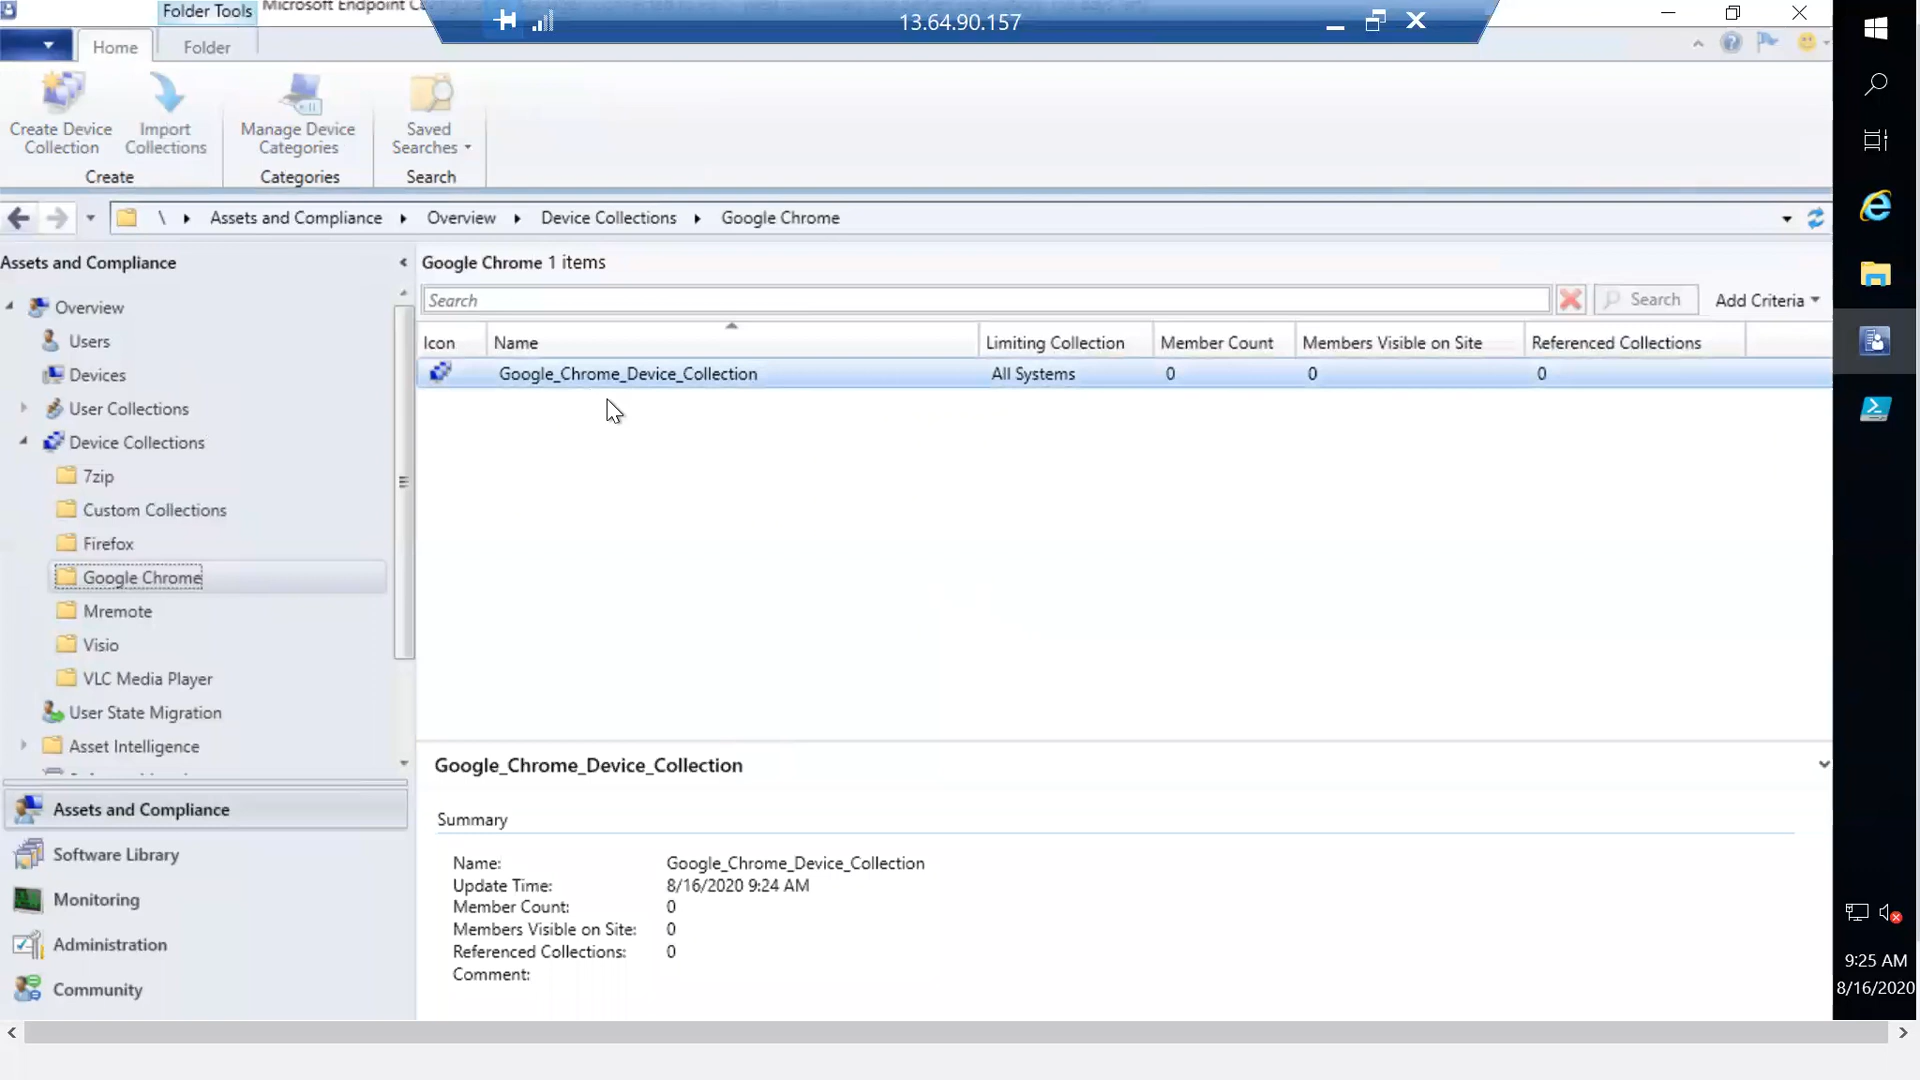 Folder Tools
Microsoft Endpoint
13.64.90.157
Home
Folder
Create Device
Collection
Import
Collections
Manage Device
Categories
Saved
Searches
Create
Categories
Search
\
Assets and Compliance
Overview
Device Collections
Google Chrome
Assets and Compliance
Overview
Users
Devices
User Collections
Device Collections
7zip
Custom Collections
Firefox
Google Chrome
Mremote
Visio
VLC Media Player
User State Migration
Asset Intelligence
Assets and Compliance
Software Library
Monitoring
Administration
Community
Google Chrome 1 items
Search
Search
Add Criteria
Icon
Name
Limiting Collection
Member Count
Members Visible on Site
Referenced Collections
Google_Chrome_Device_Collection
All Systems
0
0
0
Google_Chrome_Device_Collection
Summary
Name: Google_Chrome_Device_Collection
Update Time: 8/16/2020 9:24 AM
Member Count: 0
Members Visible on Site: 0
Referenced Collections: 0
Comment:
9:25 AM
8/16/2020